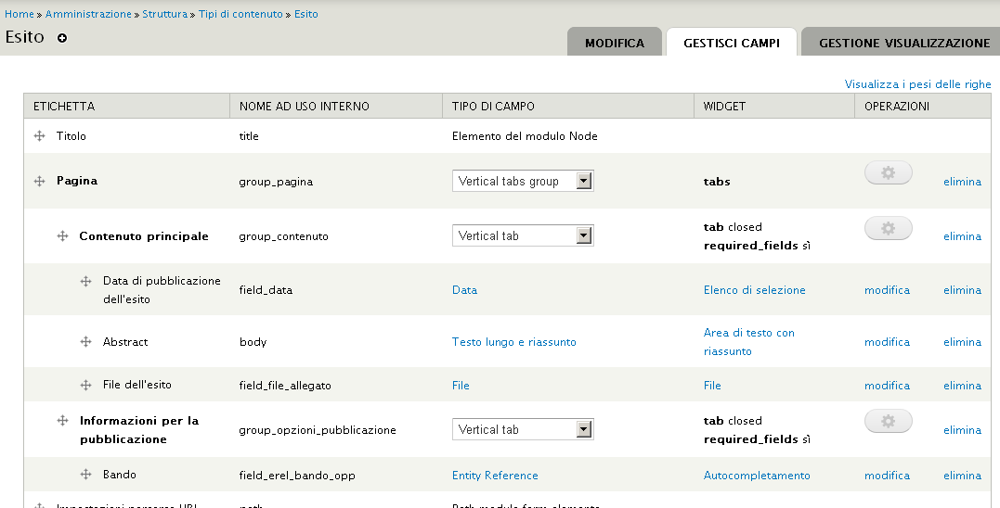 Home » Amministrazione » Struttura » Tipi di contenuto » Esito
Esito
MODIFICA GESTISCI CAMPI GESTIONE VISUALIZZAZIONE
Visualizza i pesi delle righe
ETICHETTA NOME AD USO INTERNO TIPO DI CAMPO WIDGET OPERAZIONI
Titolo title Elemento del modulo Node
Pagina group_pagina Vertical tabs group tabs elimina
Contenuto principale group_contenuto Vertical tab tab closed elimina
required_fields sì
Data di pubblicazione field_data Data Elenco di selezione modifica elimina
dell'esito
Abstract body Testo lungo e riassunto Area di testo con modifica elimina
riassunto
File dell'esito field_file_allegato File File modifica elimina
Informazioni per la group_opzioni_pubblicazione Vertical tab tab closed elimina
pubblicazione required_fields sì
Bando field_erel_bando_opp Entity Reference Autocompletamento modifica elimina